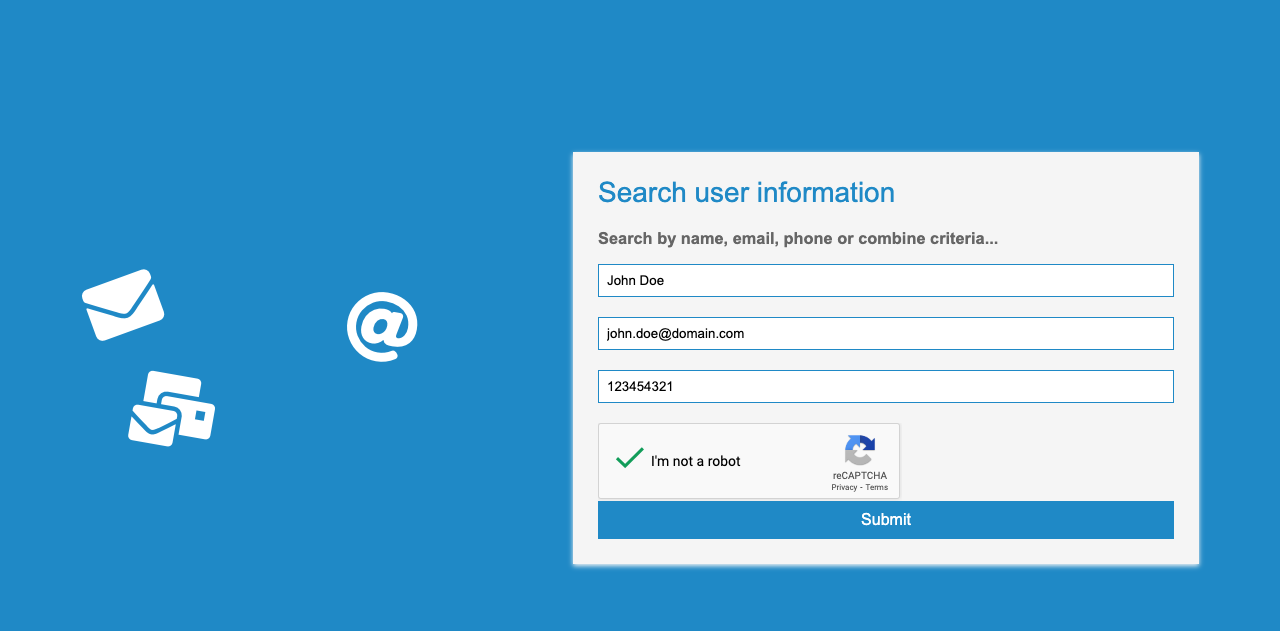 Search user information
Search by name, email, phone or combine criteria...
John Doe
john.doe@domain.com
123454321
I'm not a robot
reCAPTCHA
Privacy - Terms
Submit